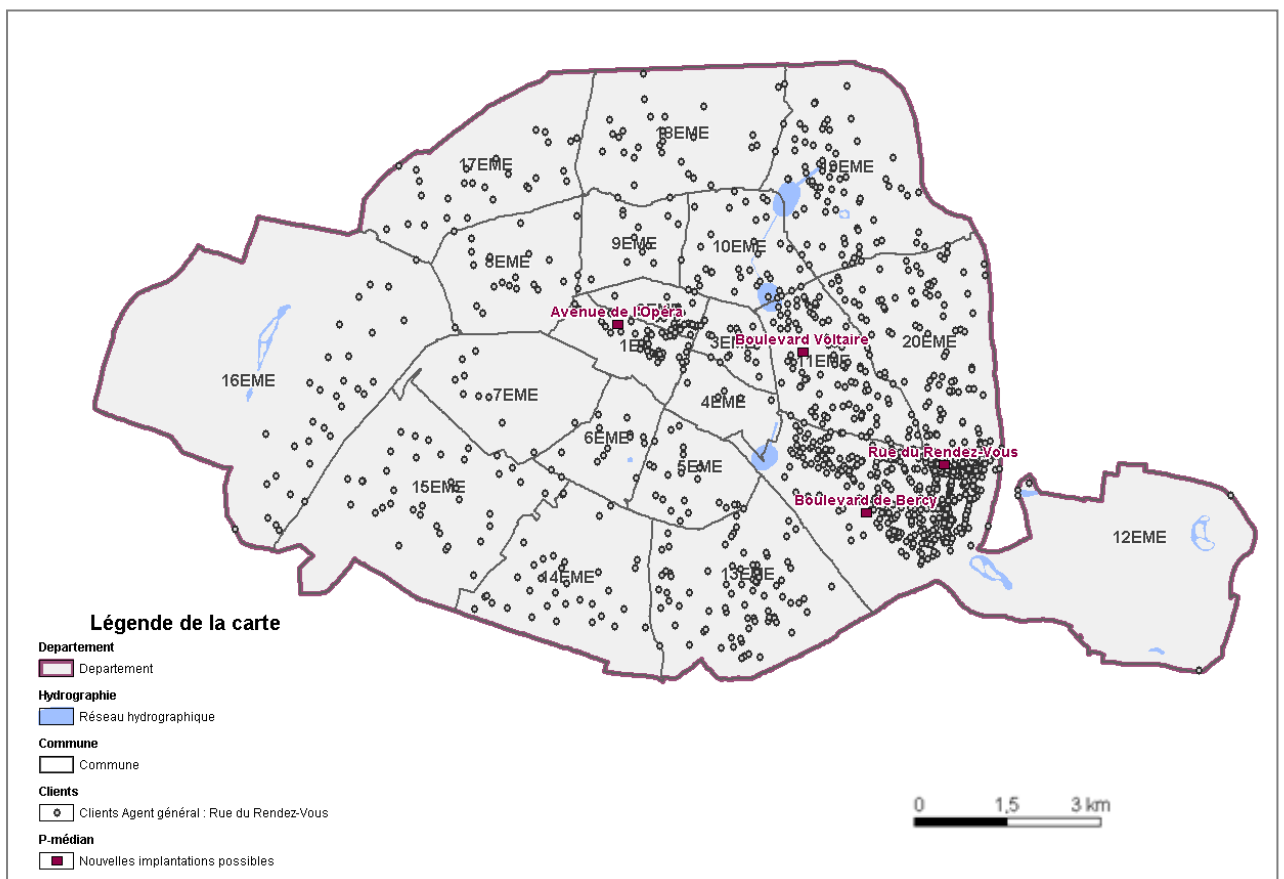 18EME
17EME
19EME
9EME
10EME
8EME
2EME
Avenue de l'Opéra
1ER
3EME
Boulevard Voltaire
11EME
20EME
16EME
7EME
4EME
6EME
5EME
Rue du Rendez-Vous
15EME
Boulevard de Bercy
12EME
14EME
13EME
Légende de la carte
Departement
Departement
Hydrographie
Réseau hydrographique
Commune
Commune
Clients
Clients Agent général : Rue du Rendez-Vous
P-médian
Nouvelles implantations possibles
0 1,5 3 km